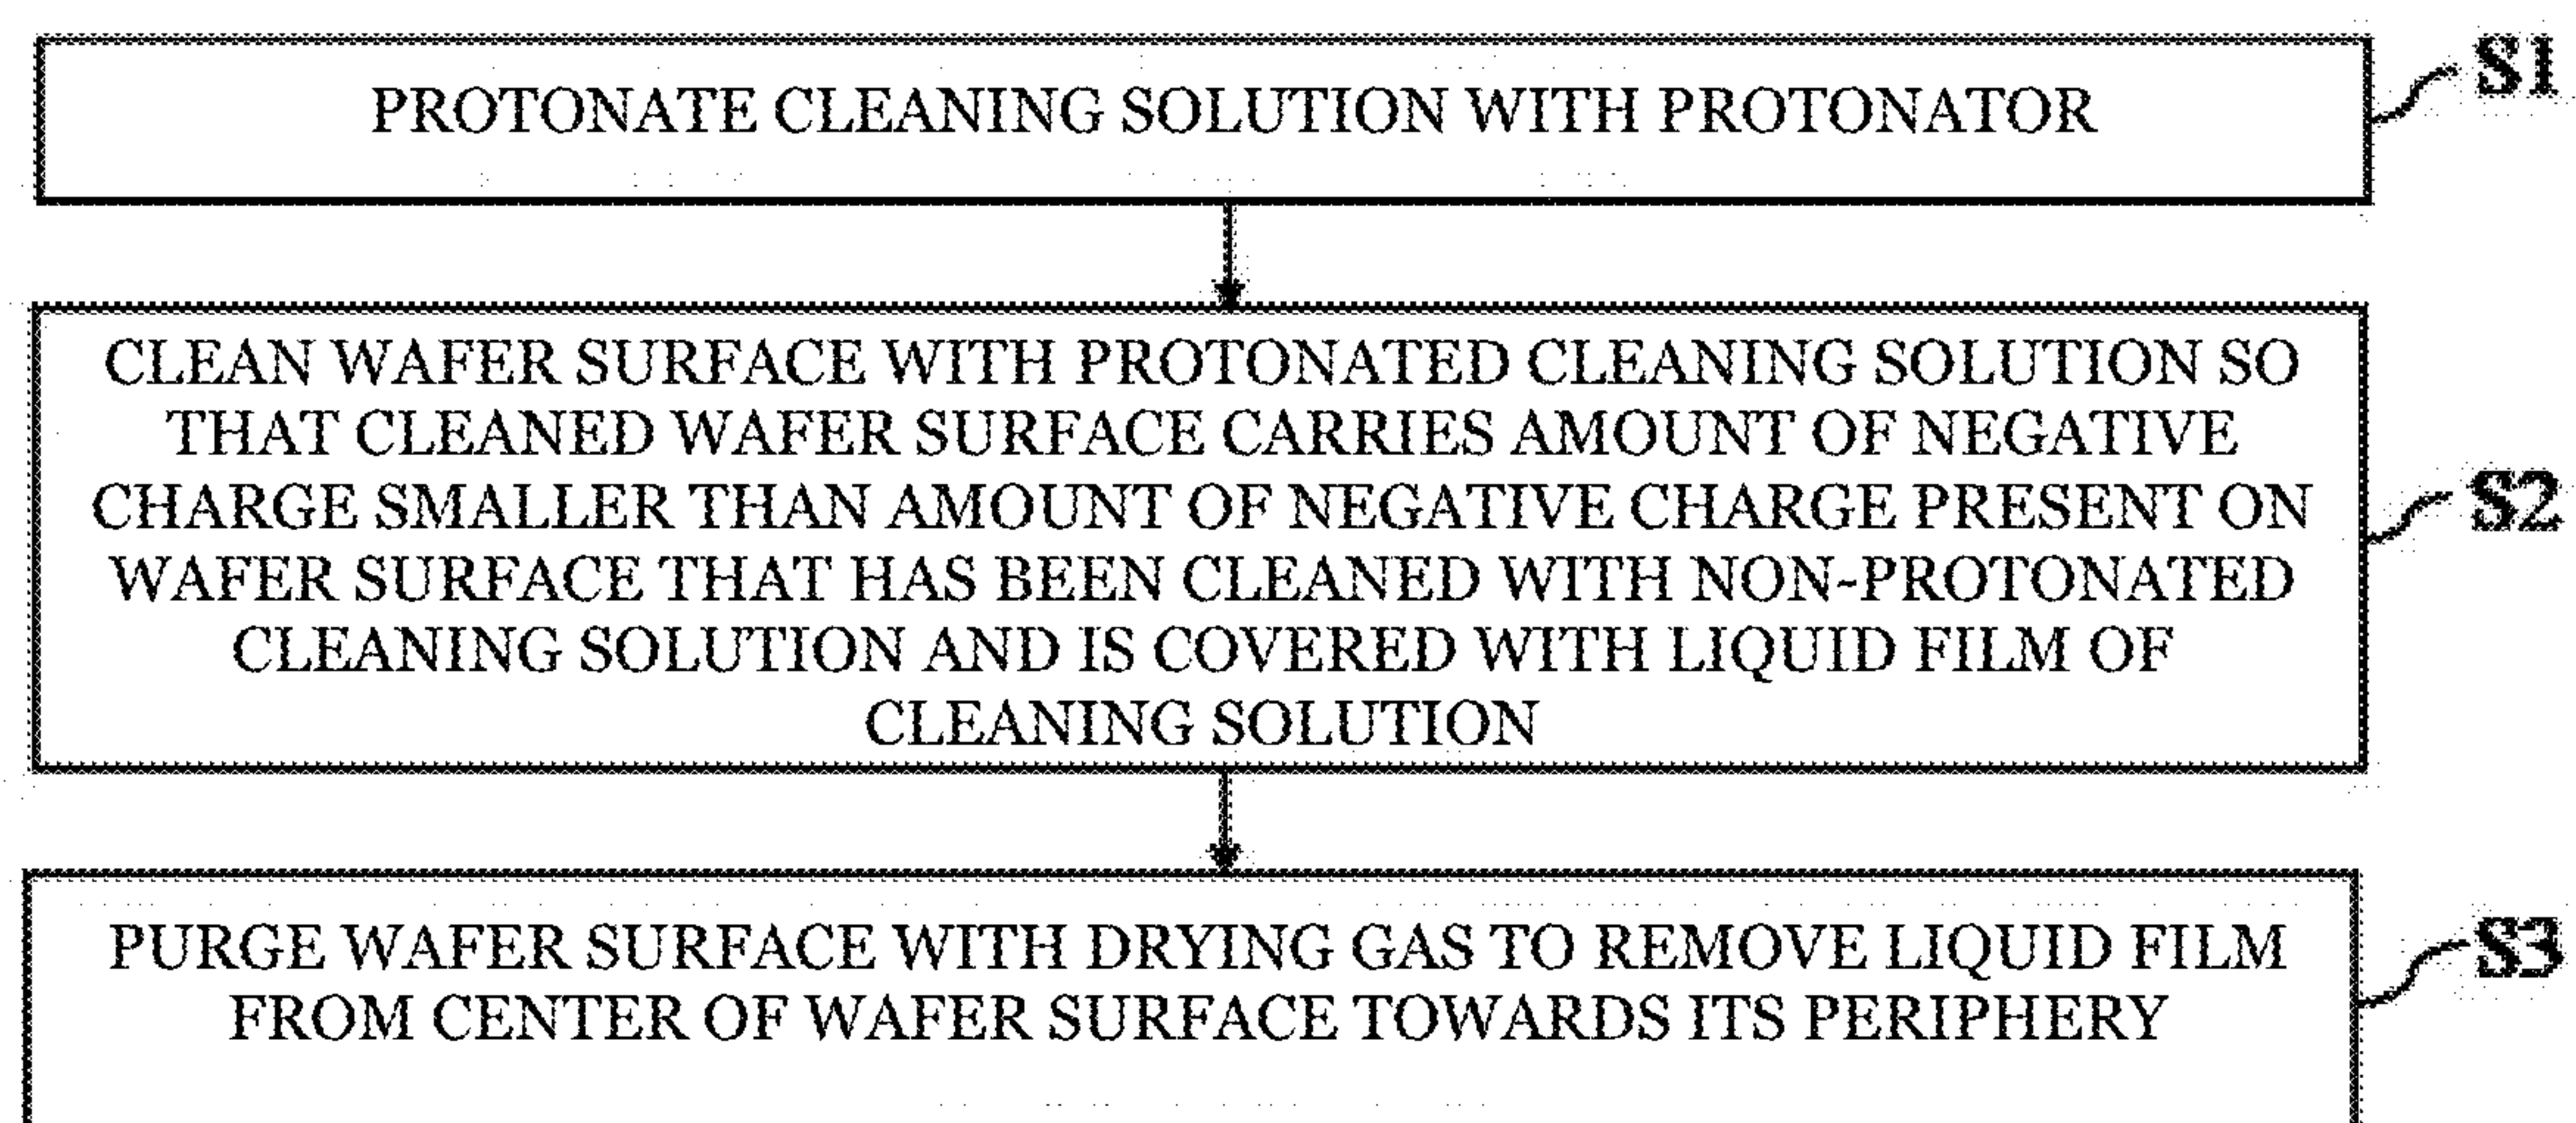 PROTONATE CLEANING SOLUTION WITH PROTONATOR
S1
CLEAN WAFER SURFACE WITH PROTONATED CLEANING SOLUTION SO
THAT CLEANED WAFER SURFACE CARRIES AMOUNT OF NEGATIVE
CHARGE SMALLER THAN AMOUNT OF NEGATIVE CHARGE PRESENT ON
WAFER SURFACE THAT HAS BEEN CLEANED WITH NON-PROTONATED
CLEANING SOLUTION AND IS COVERED WITH LIQUID FILM OF
CLEANING SOLUTION
S2
PURGE WAFER SURFACE WITH DRYING GAS TO REMOVE LIQUID FILM
FROM CENTER OF WAFER SURFACE TOWARDS ITS PERIPHERY
S3